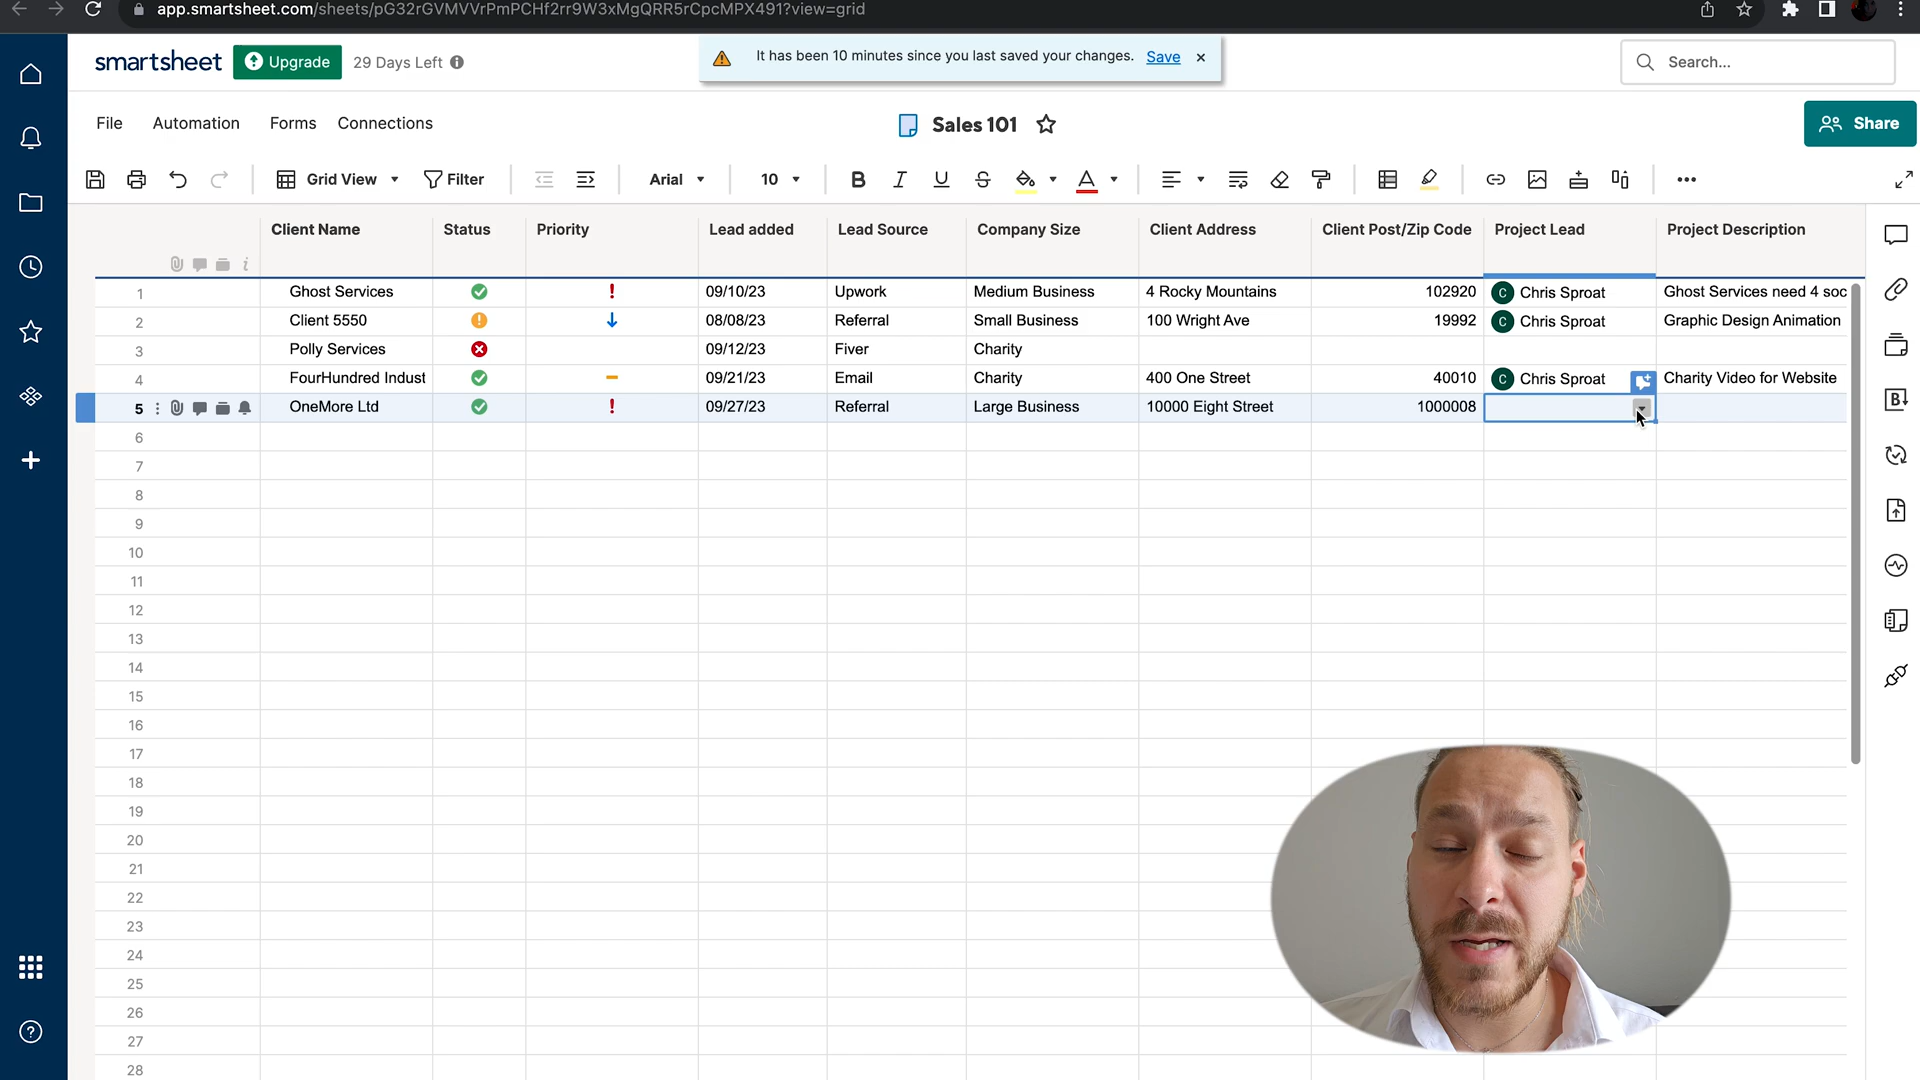 app.smartsheet.com/sheets/pG32rGVMVVrPmPCHf2rr9W3xMgQRR5rCpcMPX491?view=grid
smartsheet Upgrade 29 Days Left
It has been 10 minutes since you last saved your changes. Save
Search...
File Automation Forms Connections
Sales 101
Share
Grid View Filter Arial 10 B I U S A
Client Name Status Priority Lead added Lead Source Company Size Client Address Client Post/Zip Code Project Lead Project Description
1 Ghost Services ! 09/10/23 Upwork Medium Business 4 Rocky Mountains 102920 C Chris Sproat Ghost Services need 4 soc
2 Client 5550 08/08/23 Referral Small Business 100 Wright Ave 19992 C Chris Sproat Graphic Design Animation
3 Polly Services 09/12/23 Fiver Charity
4 FourHundred Indust 09/21/23 Email Charity 400 One Street 40010 C Chris Sproat Charity Video for Website
5 OneMore Ltd ! 09/27/23 Referral Large Business 10000 Eight Street 1000008
6
7
8
9
10
11
12
13
14
15
16
17
18
19
20
21
22
23
24
25
26
27
28